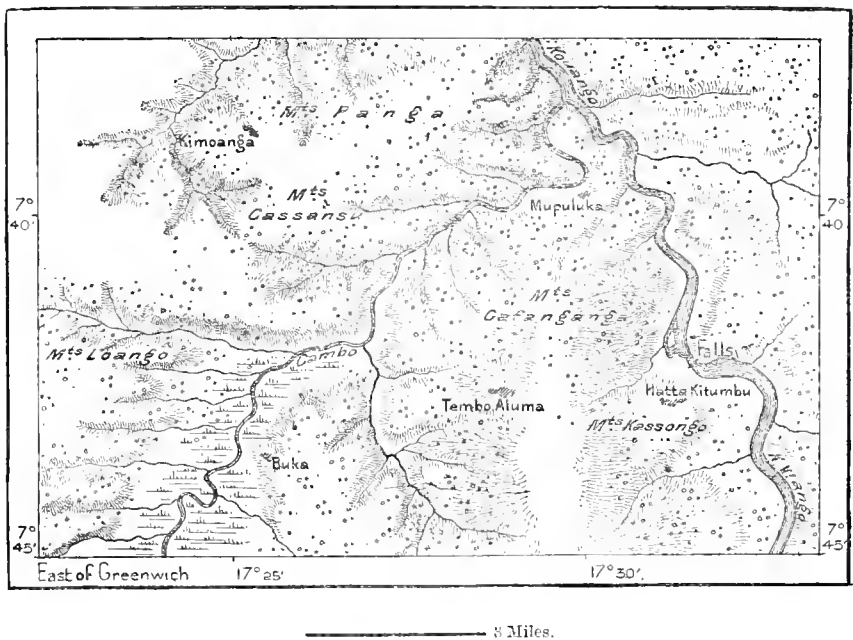 Kouango
Mts Panga
Kimoanga
Mts
Cassansu
7°
40'
7°
40'
Mupuluka
Mts
Gatanganga
Mts Loango
Cambo
Falls
Hatta Kitumbu
Tembo Aluma
Mts Kassongo
Buka
R. Kuango
7°
45'
7°
45'
East of Greenwich
17°25'
17°30'.
3 Miles.